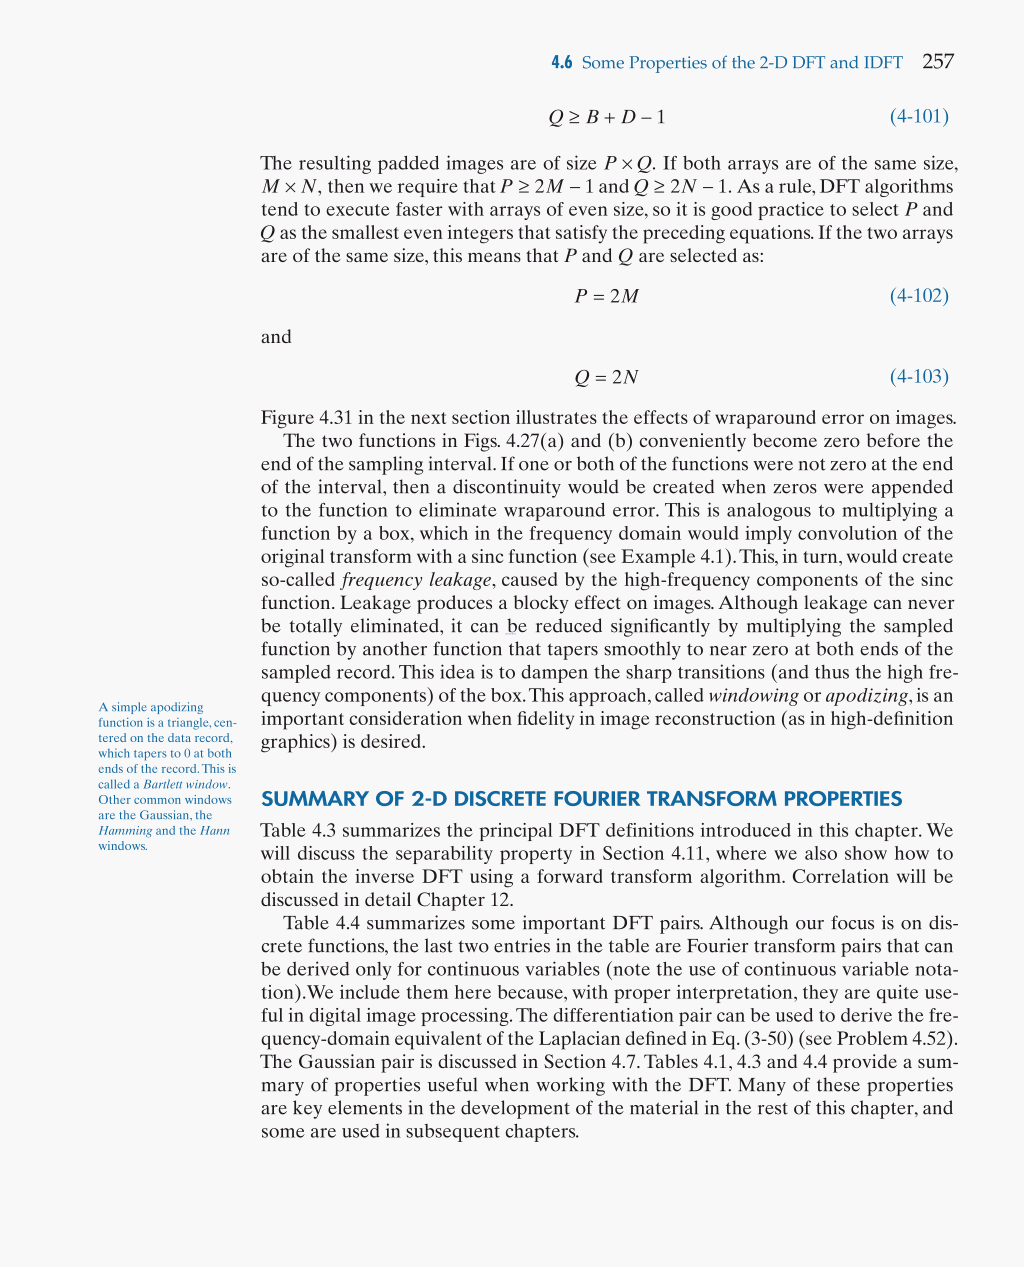 4.6 Some Properties of the 2-D DFT and IDFT 257
Q ≥ B + D − 1 (4-101)
The resulting padded images are of size P × Q. If both arrays are of the same size,
M × N, then we require that P ≥ 2M − 1 and Q ≥ 2N − 1. As a rule, DFT algorithms
tend to execute faster with arrays of even size, so it is good practice to select P and
Q as the smallest even integers that satisfy the preceding equations. If the two arrays
are of the same size, this means that P and Q are selected as:
P = 2M (4-102)
and
Q = 2N (4-103)
Figure 4.31 in the next section illustrates the effects of wraparound error on images.
The two functions in Figs. 4.27(a) and (b) conveniently become zero before the
end of the sampling interval. If one or both of the functions were not zero at the end
of the interval, then a discontinuity would be created when zeros were appended
to the function to eliminate wraparound error. This is analogous to multiplying a
function by a box, which in the frequency domain would imply convolution of the
original transform with a sinc function (see Example 4.1). This, in turn, would create
so-called frequency leakage, caused by the high-frequency components of the sinc
function. Leakage produces a blocky effect on images. Although leakage can never
be totally eliminated, it can be reduced significantly by multiplying the sampled
function by another function that tapers smoothly to near zero at both ends of the
sampled record. This idea is to dampen the sharp transitions (and thus the high fre-
quency components) of the box. This approach, called windowing or apodizing, is an
important consideration when fidelity in image reconstruction (as in high-definition
graphics) is desired.
A simple apodizing
function is a triangle, cen-
tered on the data record,
which tapers to 0 at both
ends of the record. This is
called a Bartlett window.
Other common windows
are the Gaussian, the
Hamming and the Hann
windows.
SUMMARY OF 2-D DISCRETE FOURIER TRANSFORM PROPERTIES
Table 4.3 summarizes the principal DFT definitions introduced in this chapter. We
will discuss the separability property in Section 4.11, where we also show how to
obtain the inverse DFT using a forward transform algorithm. Correlation will be
discussed in detail Chapter 12.
Table 4.4 summarizes some important DFT pairs. Although our focus is on dis-
crete functions, the last two entries in the table are Fourier transform pairs that can
be derived only for continuous variables (note the use of continuous variable nota-
tion).We include them here because, with proper interpretation, they are quite use-
ful in digital image processing. The differentiation pair can be used to derive the fre-
quency-domain equivalent of the Laplacian defined in Eq. (3-50) (see Problem 4.52).
The Gaussian pair is discussed in Section 4.7. Tables 4.1, 4.3 and 4.4 provide a sum-
mary of properties useful when working with the DFT. Many of these properties
are key elements in the development of the material in the rest of this chapter, and
some are used in subsequent chapters.